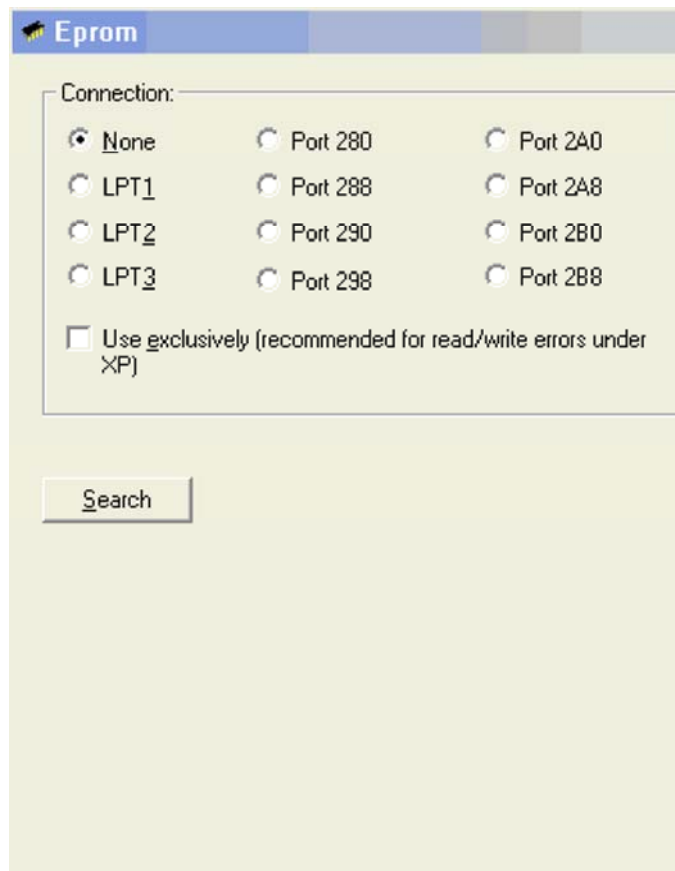 Eprom
Connection:
None Port 280 Port 2A0
LPT1 Port 288 Port 2A8
LPT2 Port 290 Port 2B0
LPT3 Port 298 Port 2B8
Use exclusively (recommended for read/write errors under
XP)
Search